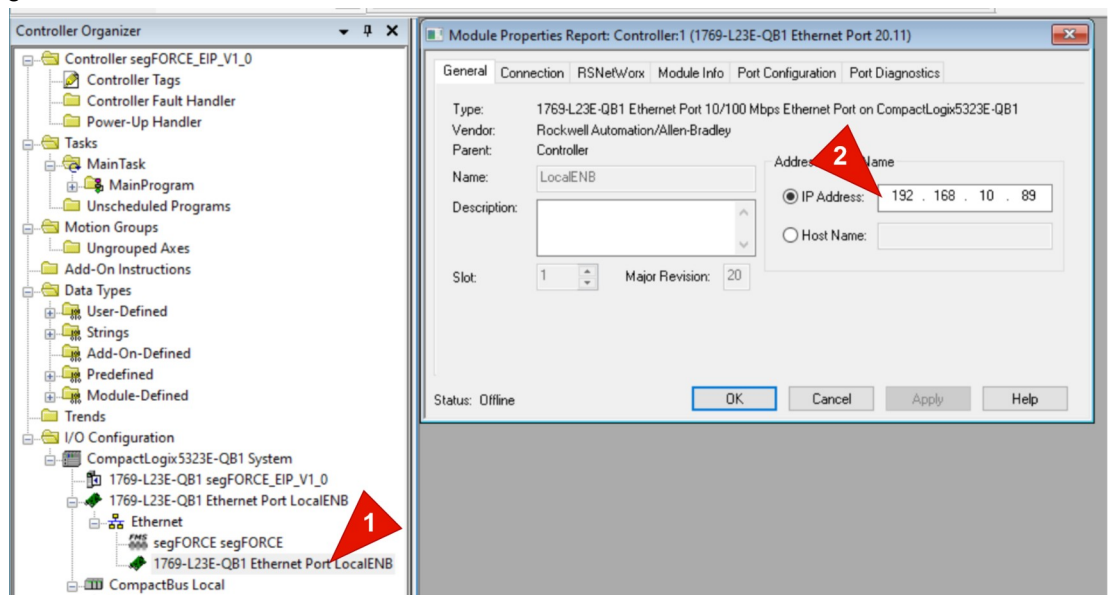 Controller Organizer
Controller segFORCE_EIP_V1_0
Controller Tags
Controller Fault Handler
Power-Up Handler
Tasks
MainTask
MainProgram
Unscheduled Programs
Motion Groups
Ungrouped Axes
Add-On Instructions
Data Types
User-Defined
Strings
Add-On-Defined
Predefined
Module-Defined
Trends
I/O Configuration
CompactLogix5323E-QB1 System
1769-L23E-QB1 segFORCE_EIP_V1_0
1769-L23E-QB1 Ethernet Port LocalENB
Ethernet
1
FMS segFORCE segFORCE
1769-L23E-QB1 Ethernet Port LocalENB
CompactBus Local
Module Properties Report: Controller:1 (1769-L23E-QB1 Ethernet Port 20.11)
General Connection RSNetWorx Module Info Port Configuration Port Diagnostics
Type: 1769-L23E-QB1 Ethernet Port 10/100 Mbps Ethernet Port on CompactLogix5323E-QB1
Vendor: Rockwell Automation/Allen-Bradley
Parent: Controller
2
Name: LocalENB
IP Address: 192 . 168 . 10 . 89
Description:
Host Name:
Slot: 1 Major Revision: 20
Status: Offline OK Cancel Apply Help